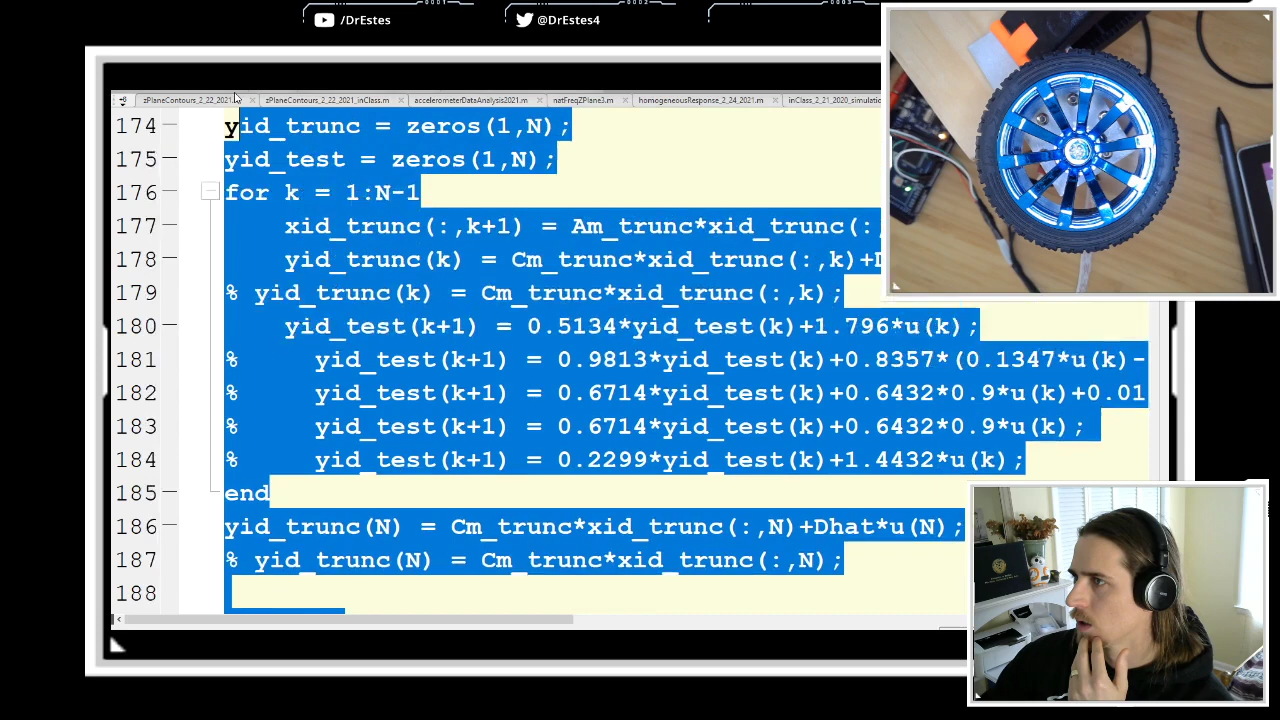 0001
0002
0003
/DrEstes
@DrEstes4
zPlaneContours_2_22_2021.
zPlaneContours_2_22_2021_inClass.m
accelerometerDataAnalysis2021.m
natFreqZPlane3.m
homogeneousResponse_2_24_2021.m
inClass_2_21_2020_simulatio
174 yid_trunc = zeros(1,N);
175 yid_test = zeros(1,N);
176 for k = 1:N-1
177 xid_trunc(:,k+1) = Am_trunc*xid_trunc(:,
178 yid_trunc(k) = Cm_trunc*xid_trunc(:,k)+D
179 % yid_trunc(k) = Cm_trunc*xid_trunc(:,k);
180 yid_test(k+1) = 0.5134*yid_test(k)+1.796*u(k);
181 % yid_test(k+1) = 0.9813*yid_test(k)+0.8357*(0.1347*u(k)-
182 % yid_test(k+1) = 0.6714*yid_test(k)+0.6432*0.9*u(k)+0.01
183 % yid_test(k+1) = 0.6714*yid_test(k)+0.6432*0.9*u(k);
184 % yid_test(k+1) = 0.2299*yid_test(k)+1.4432*u(k);
185 end
186 yid_trunc(N) = Cm_trunc*xid_trunc(:,N)+Dhat*u(N);
187 % yid_trunc(N) = Cm_trunc*xid_trunc(:,N);
188